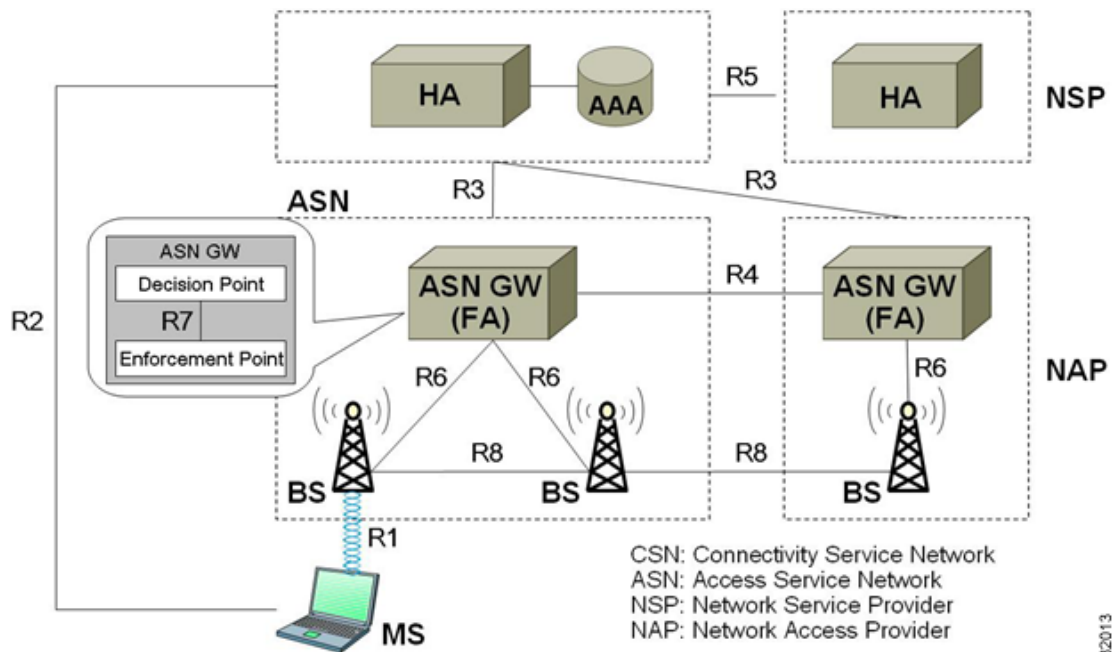 HA
AAA
R5
HA
NSP
R3
R3
ASN
ASN GW
Decision Point
R7
Enforcement Point
R2
ASN GW
(FA)
R4
ASN GW
(FA)
R6
R6
R6
NAP
R8
R8
BS
BS
BS
R1
MS
CSN: Connectivity Service Network
ASN: Access Service Network
NSP: Network Service Provider
NAP: Network Access Provider